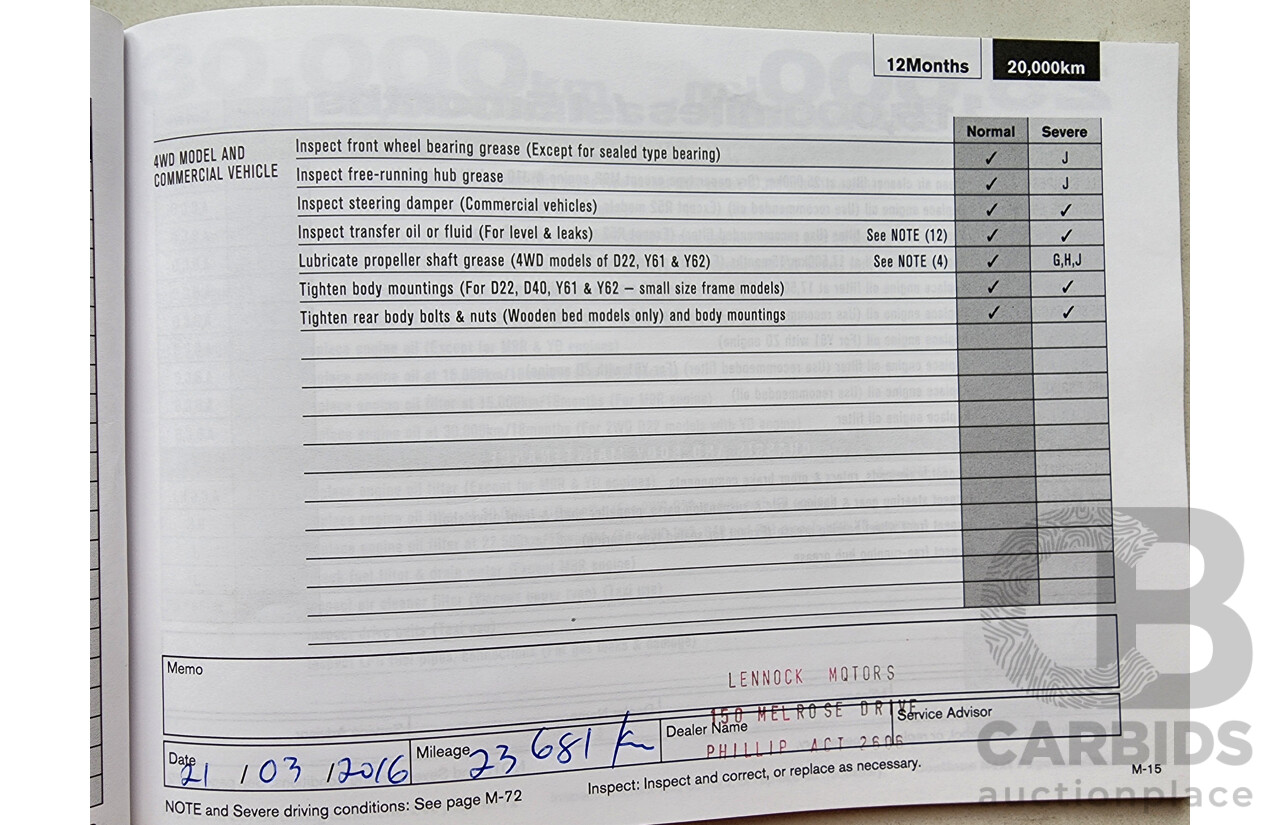 12Months 20,000km
Normal Severe
4WD MODEL AND
COMMERCIAL VEHICLE
Inspect front wheel bearing grease (Except for sealed type bearing) ✓ J
Inspect free-running hub grease ✓ J
Inspect steering damper (Commercial vehicles) ✓ ✓
Inspect transfer oil or fluid (For level & leaks) See NOTE (12) ✓ ✓
Lubricate propeller shaft grease (4WD models of D22, Y61 & Y62) See NOTE (4) ✓ G,H,J
Tighten body mountings (For D22, D40, Y61 & Y62 – small size frame models) ✓ ✓
Tighten rear body bolts & nuts (Wooden bed models only) and body mountings ✓ ✓
Memo
LENNOCK MOTORS
150 MELROSE DRIVE
PHILLIP ACT 2606
Date 21 / 03 / 2016
Mileage 23 681 km
Dealer Name
Service Advisor
NOTE and Severe driving conditions: See page M-72
Inspect: Inspect and correct, or replace as necessary.
M-15
CB
CARBIDS
auctionplace